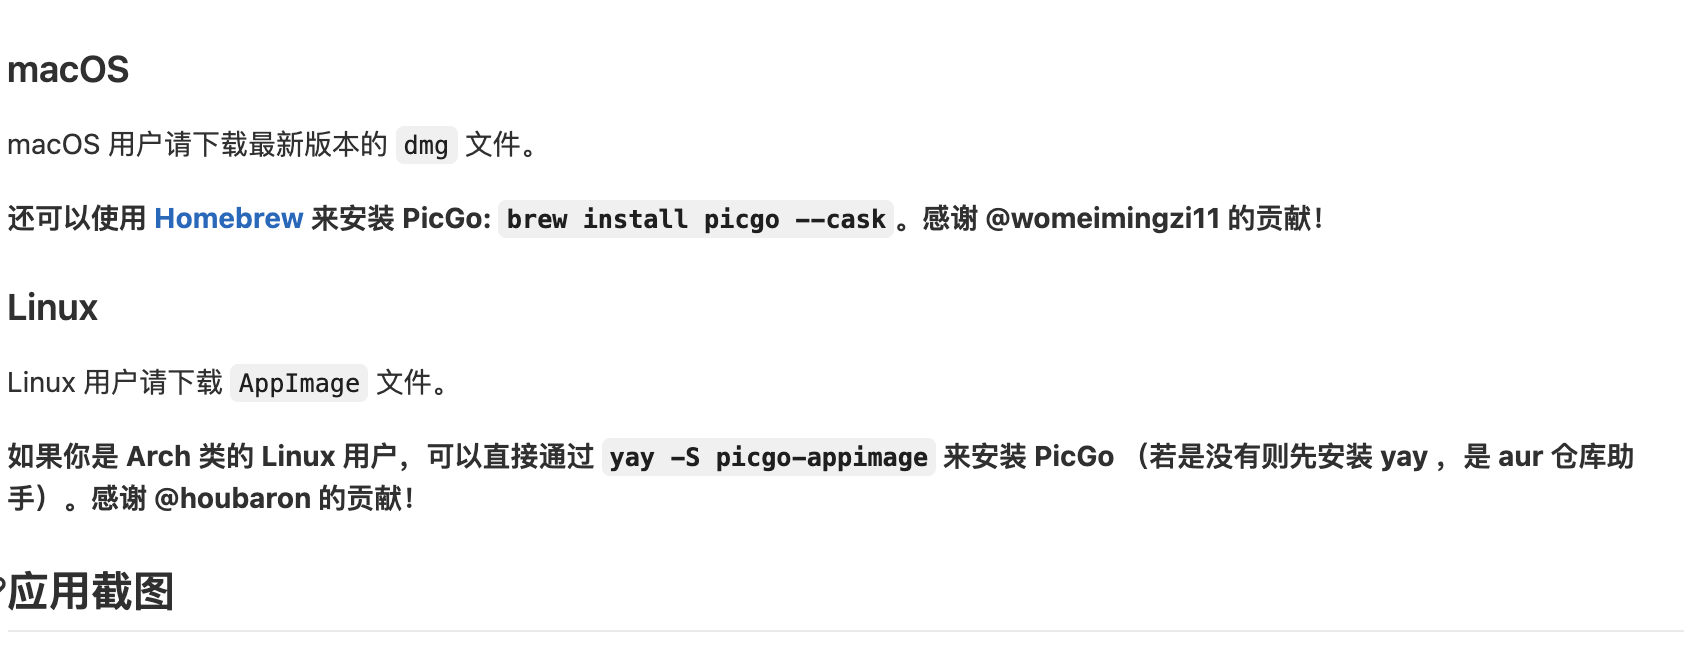 macOS
macOS 用户请下载最新版本的 dmg 文件。
还可以使用 Homebrew 来安装 PicGo: brew install picgo --cask 。感谢 @womeimingzi11 的贡献！
Linux
Linux 用户请下载 AppImage 文件。
如果你是 Arch 类的 Linux 用户，可以直接通过 yay -S picgo-appimage 来安装 PicGo （若是没有则先安装 yay ，是 aur 仓库助
手）。感谢 @houbaron 的贡献！
应用截图